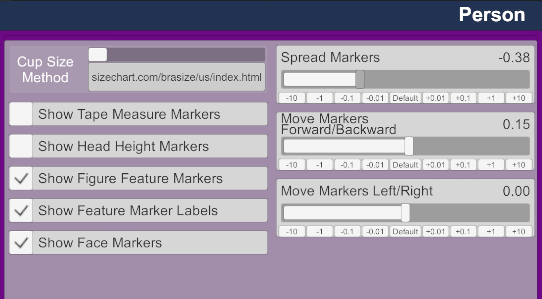 Person
Cup Size
Method
sizechart.com/brasize/us/index.html
Show Tape Measure Markers
Show Head Height Markers
Show Figure Feature Markers
Show Feature Marker Labels
Show Face Markers
Spread Markers -0.38
-10 -1 -0.1 -0.01 Default +0.01 +0.1 +1 +10
Move Markers
Forward/Backward 0.15
-10 -1 -0.1 -0.01 Default +0.01 +0.1 +1 +10
Move Markers Left/Right 0.00
-10 -1 -0.1 -0.01 Default +0.01 +0.1 +1 +10